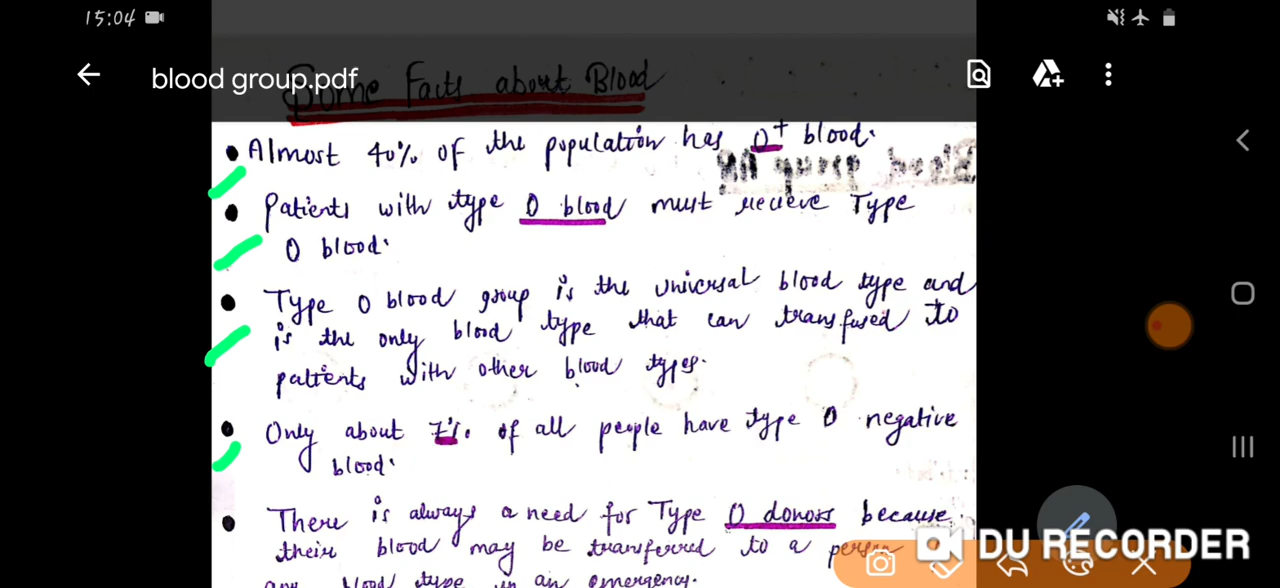 15:04
blood group.pdf
Some Facts about Blood
Almost 40% of the population has O+ blood.
Patients with type O blood must recieve Type
O blood.
Type O blood group is the universal blood type and
is the only blood type that can transfused to
patients with other blood types.
Only about 7% of all people have type O negative
blood.
There is always a need for Type O donors because
their blood may be transferred to a person
any blood type in an emergency.
DU RECORDER